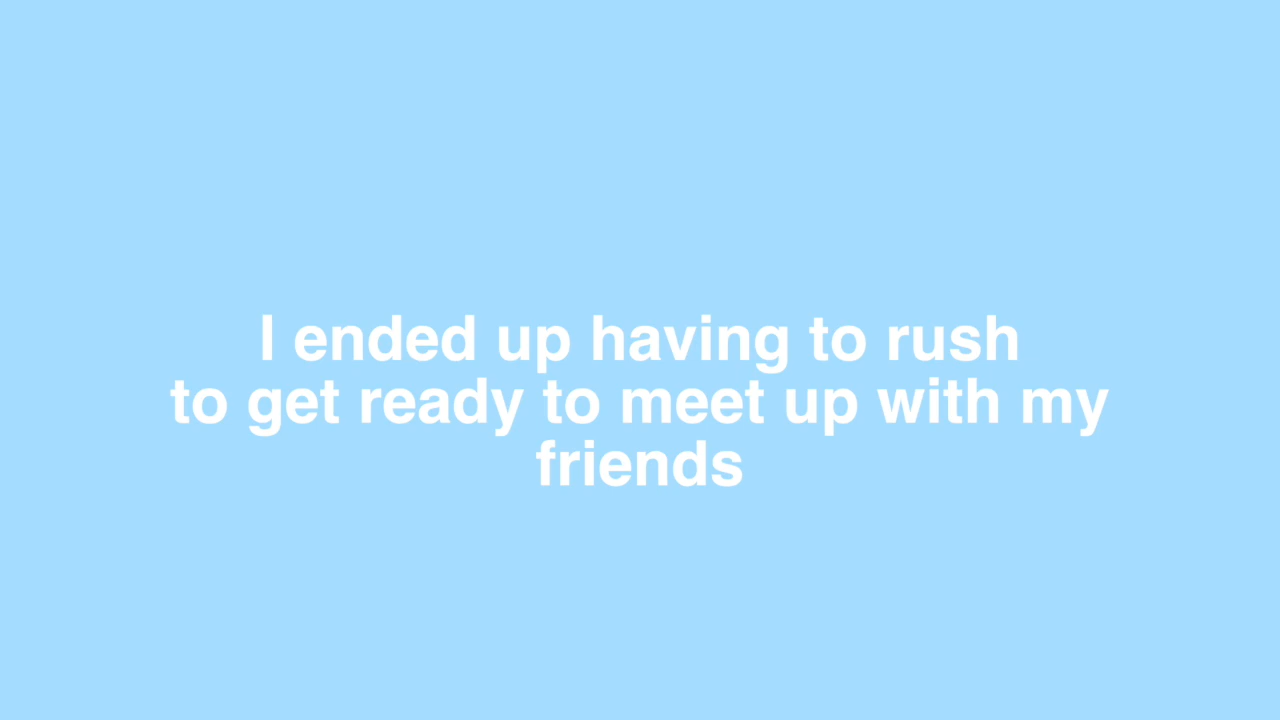 I ended up having to rush
to get ready to meet up with my
friends